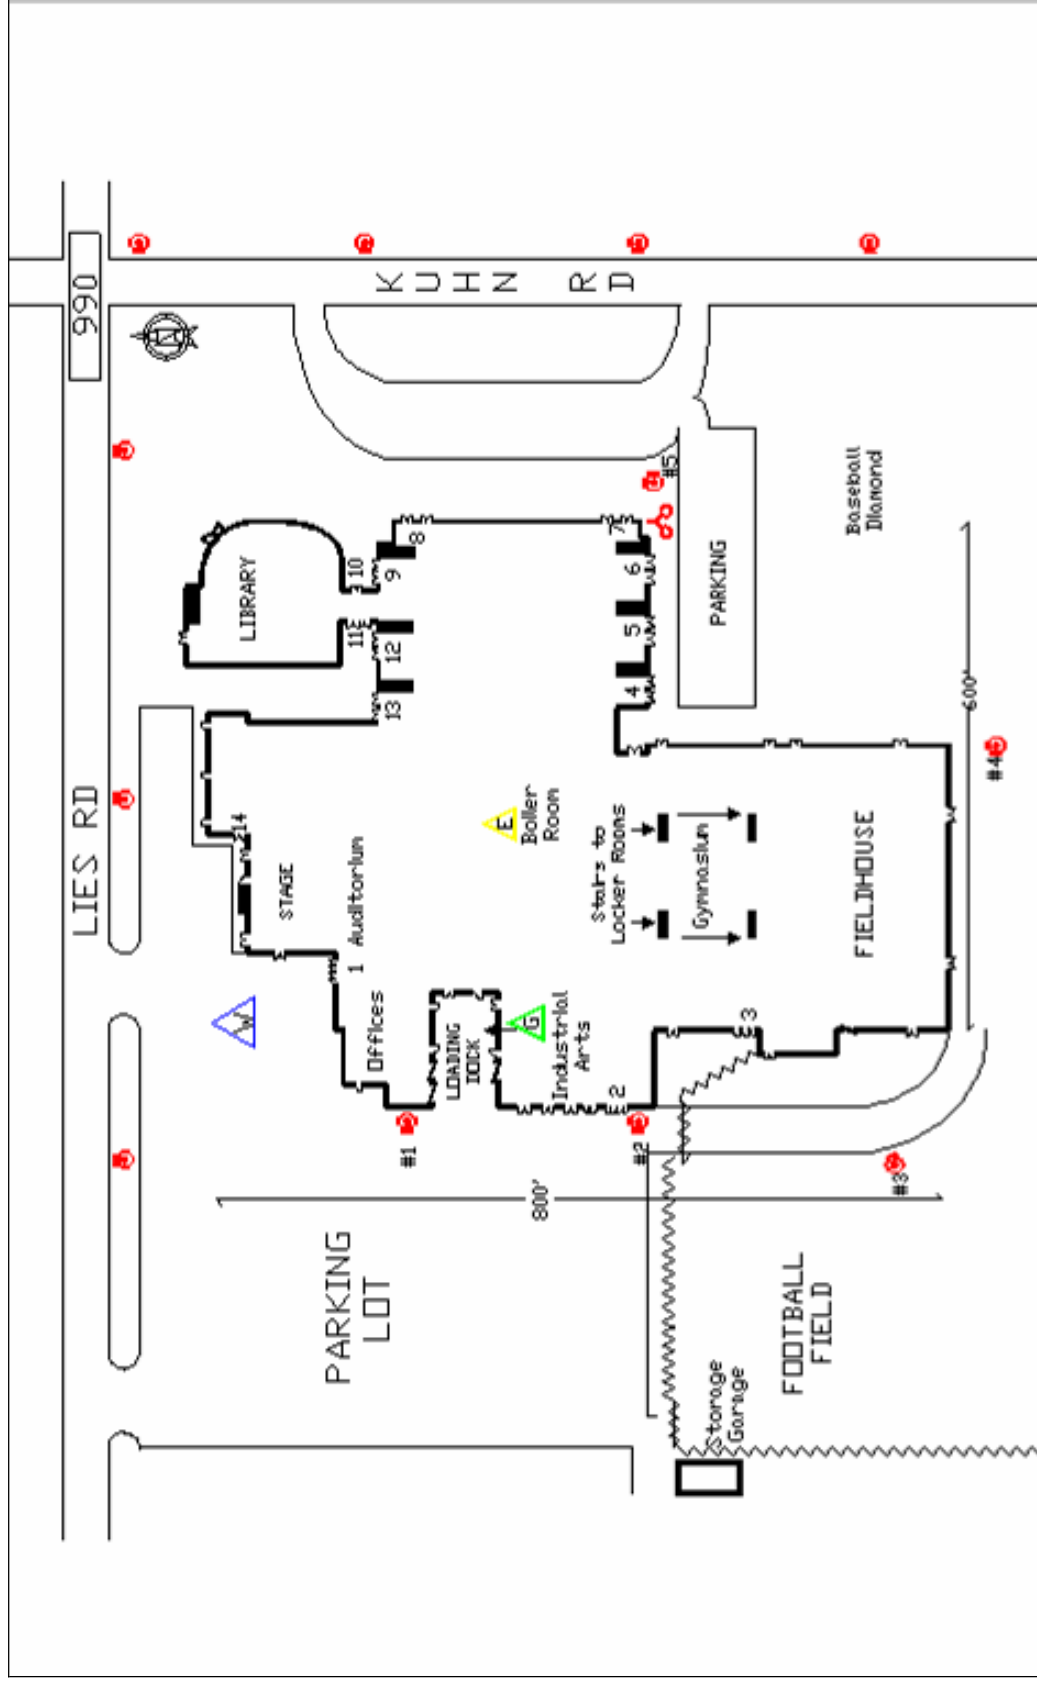 LIES RD
990
KUHN RD
LIBRARY
STAGE
14
1 Auditorium
Offices
LOADING
DOCK
G
Industrial
Arts
2
3
E
Boiler
Room
W
13
12
11
10
9
8
7
6
5
4
#5
PARKING
Baseball
Diamond
Stairs to
Locker Rooms
Gymnasium
FIELDHOUSE
600'
#4
#1
#2
#3
800'
PARKING
LOT
FOOTBALL
FIELD
Storage
Garage